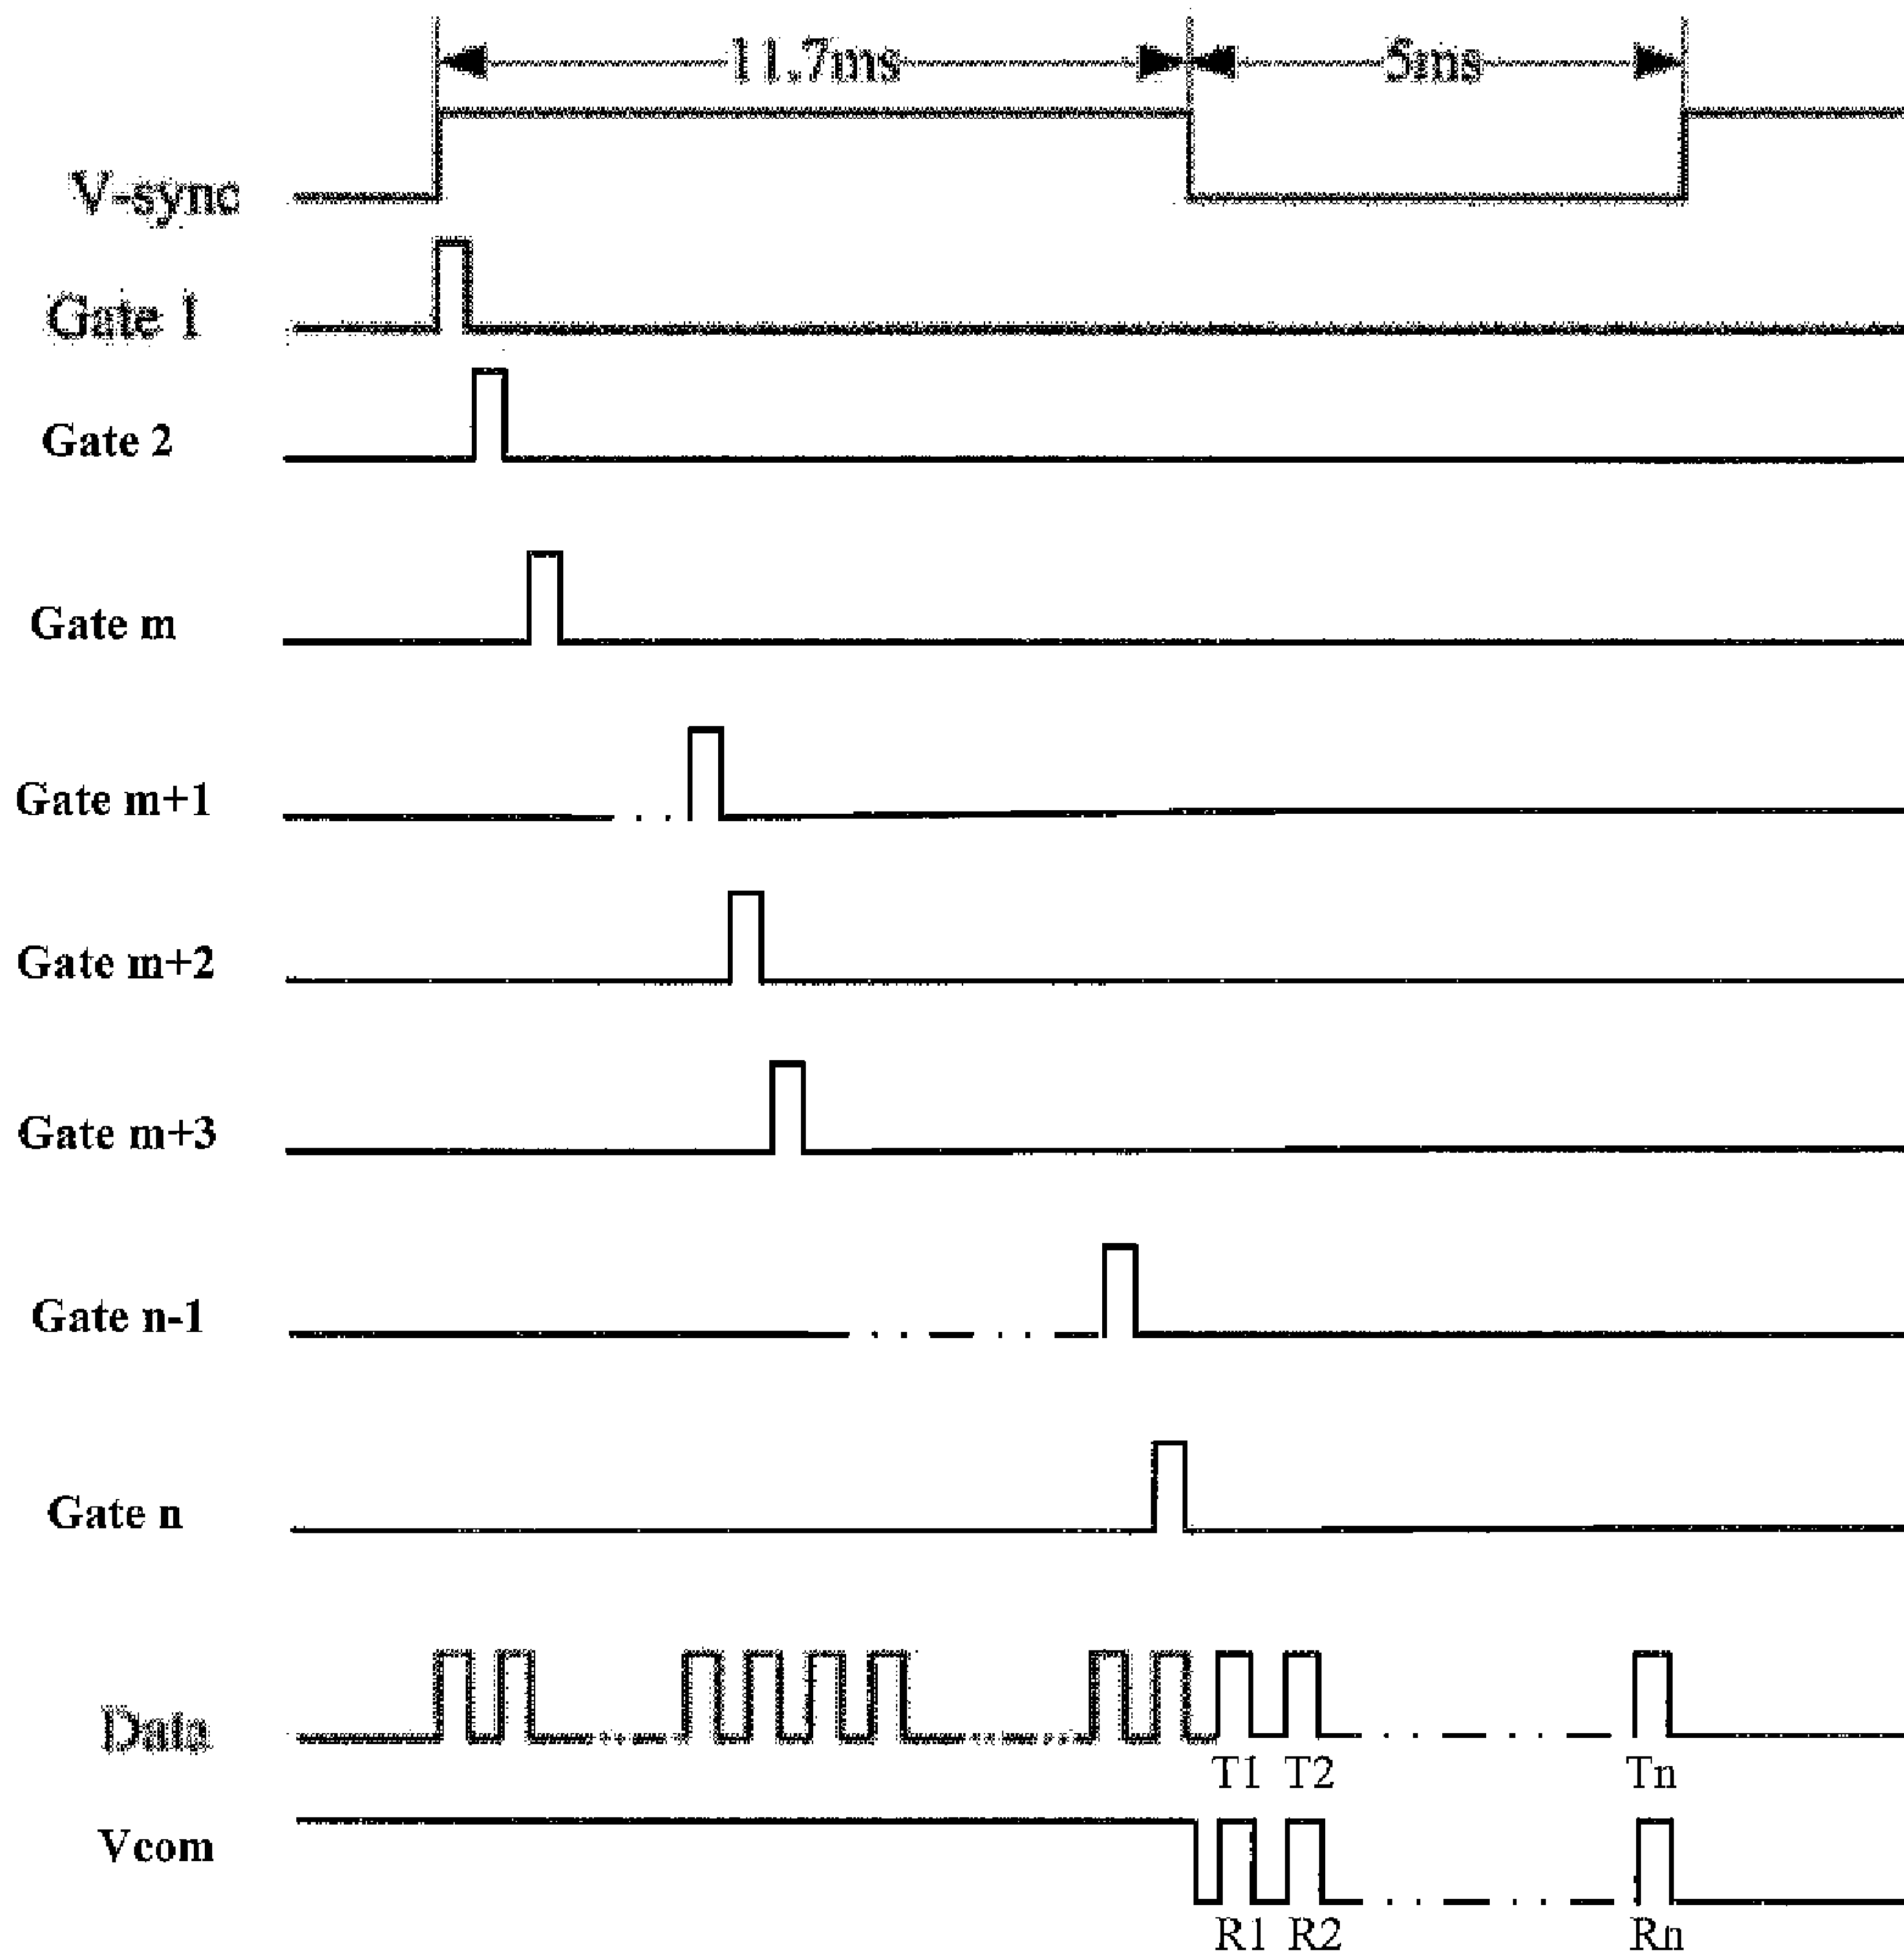 11.7ms 5ms
V-sync
Gate 1
Gate 2
Gate m
Gate m+1
Gate m+2
Gate m+3
Gate n-1
Gate n
Data
T1 T2 Tn
Vcom
R1 R2 Rn